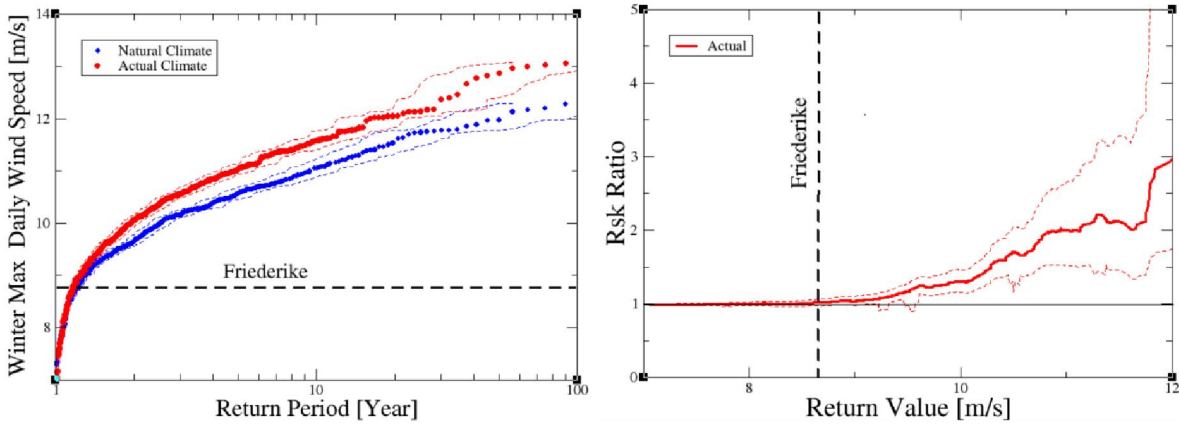 Winter Max Daily Wind Speed [m/s]
14
12
10
8
Natural Climate
Actual Climate
Friederike
1
10
100
Return Period [Year]
Rsk Ratio
5
4
3
2
1
0
Actual
Friederike
8
10
12
Return Value [m/s]